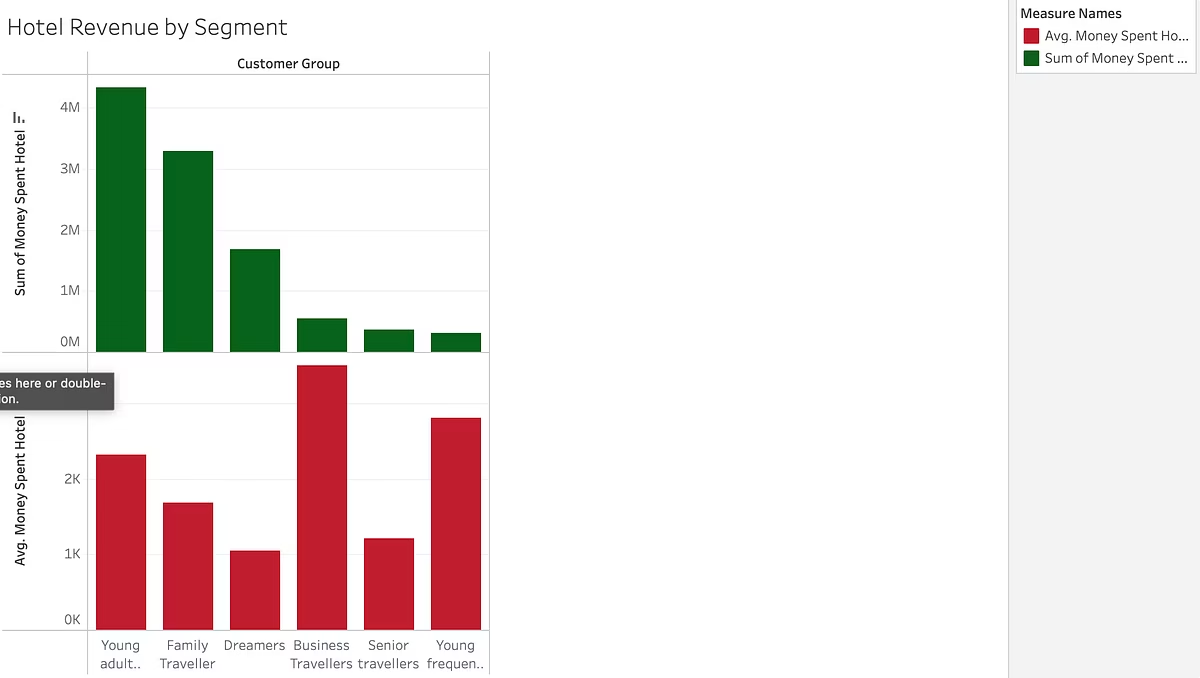 Hotel Revenue by Segment
Customer Group
Sum of Money Spent Hotel
4M
3M
2M
1M
0M
es here or double-
ion.
Avg. Money Spent Hotel
2K
1K
0K
Young
adult..
Family
Traveller
Dreamers
Business
Travellers
Senior
travellers
Young
frequen..
Measure Names
Avg. Money Spent Ho...
Sum of Money Spent ...